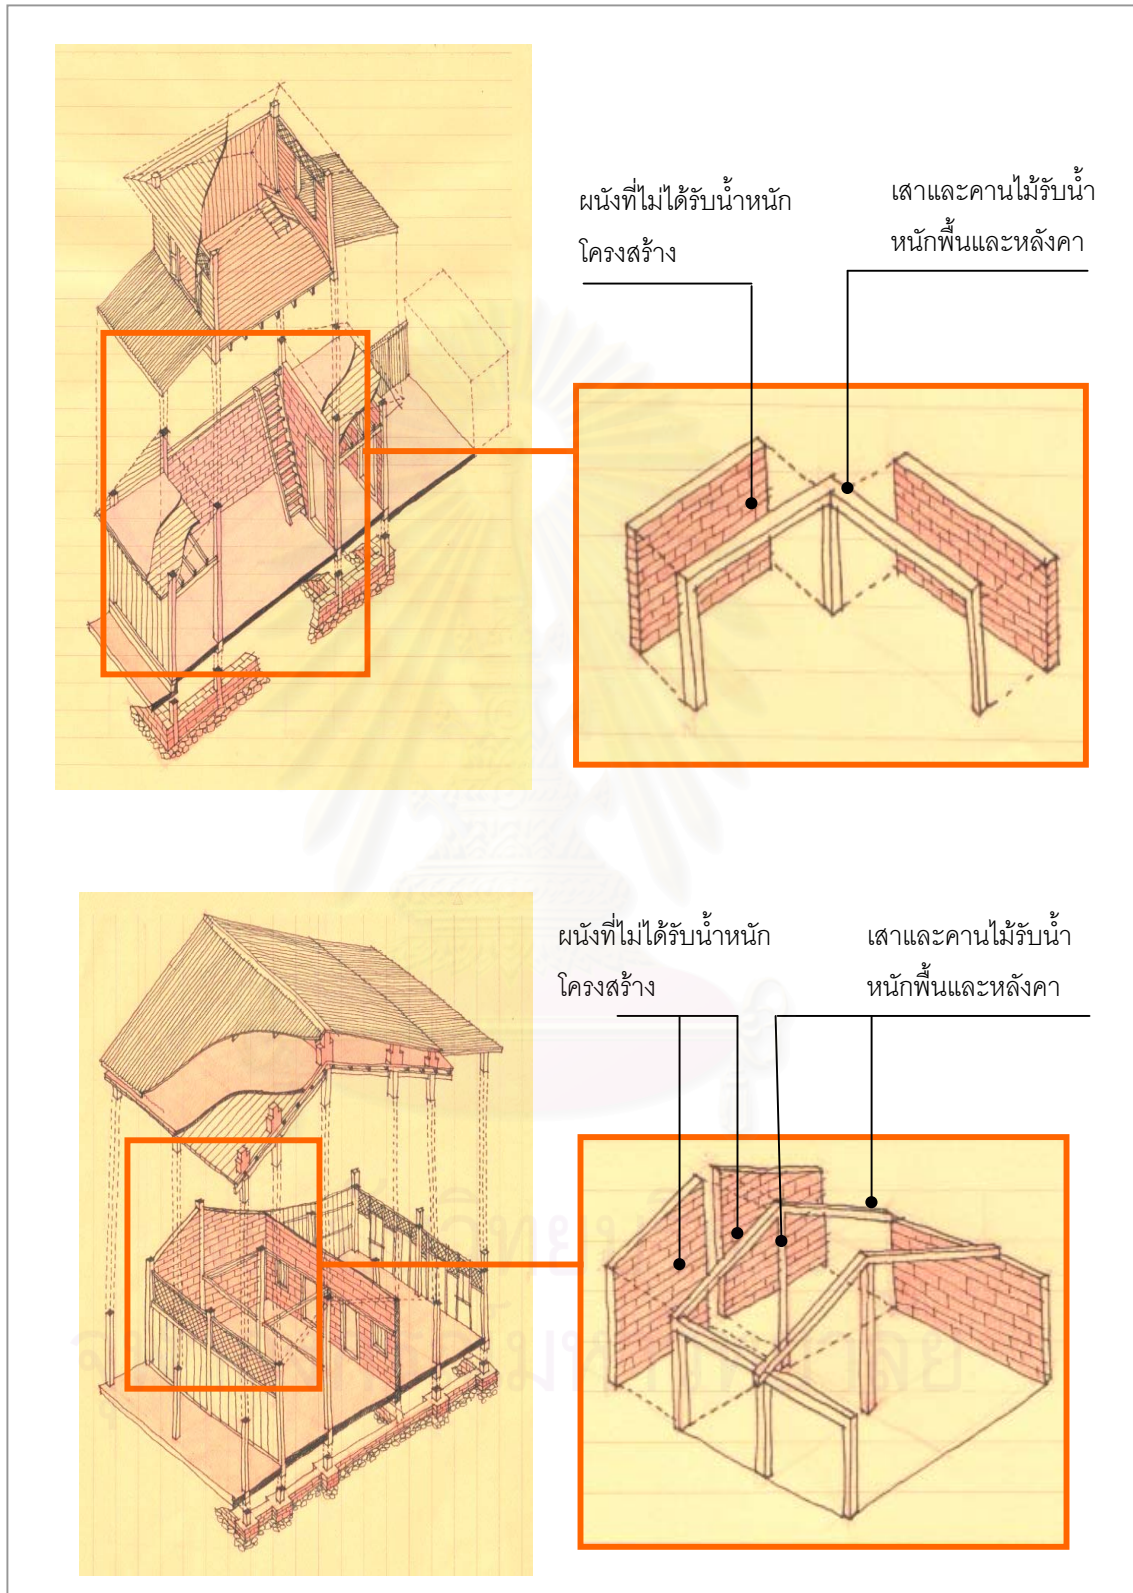 ผนังที่ไม่ได้รับน้ำหนัก
โครงสร้าง
เสาและคานไม้รับน้ำ
หนักพื้นและหลังคา
ผนังที่ไม่ได้รับน้ำหนัก
โครงสร้าง
เสาและคานไม้รับน้ำ
หนักพื้นและหลังคา